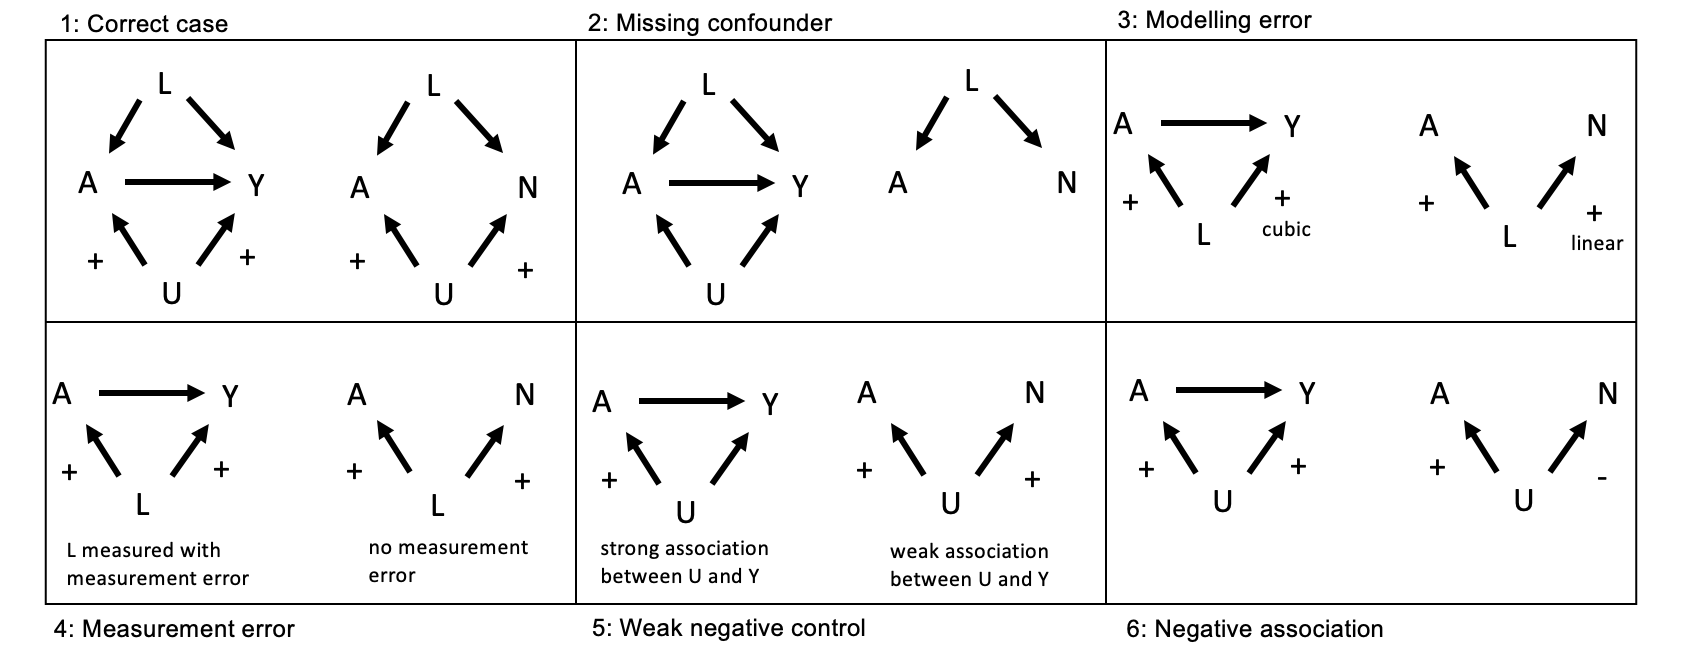 1: Correct case
2: Missing confounder
3: Modelling error
L
L
A
Y
A
N
+
+
+
+
U
U
L
L
A
Y
A
N
U
A
Y
A
N
+
+
+
+
L
cubic
L
linear
A
Y
A
N
+
+
+
+
L
L
L measured with
measurement error
no measurement
error
A
Y
A
N
+
+
+
U
U
strong association
between U and Y
weak association
between U and Y
A
Y
A
N
+
+
+
-
U
U
4: Measurement error
5: Weak negative control
6: Negative association